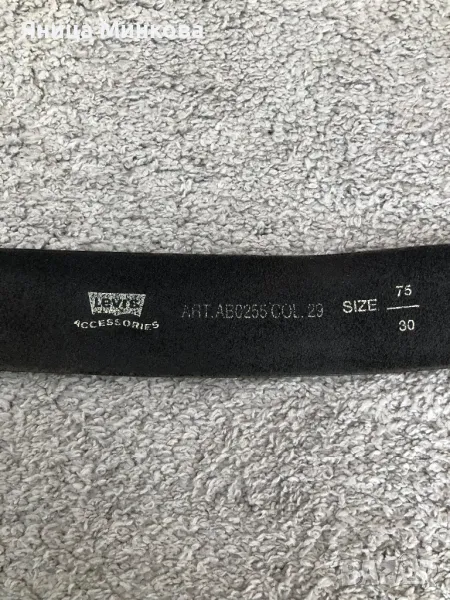 Яница Минкова
Levi's
ACCESSORIES
ART.AB0255 COL.29
SIZE 75
30